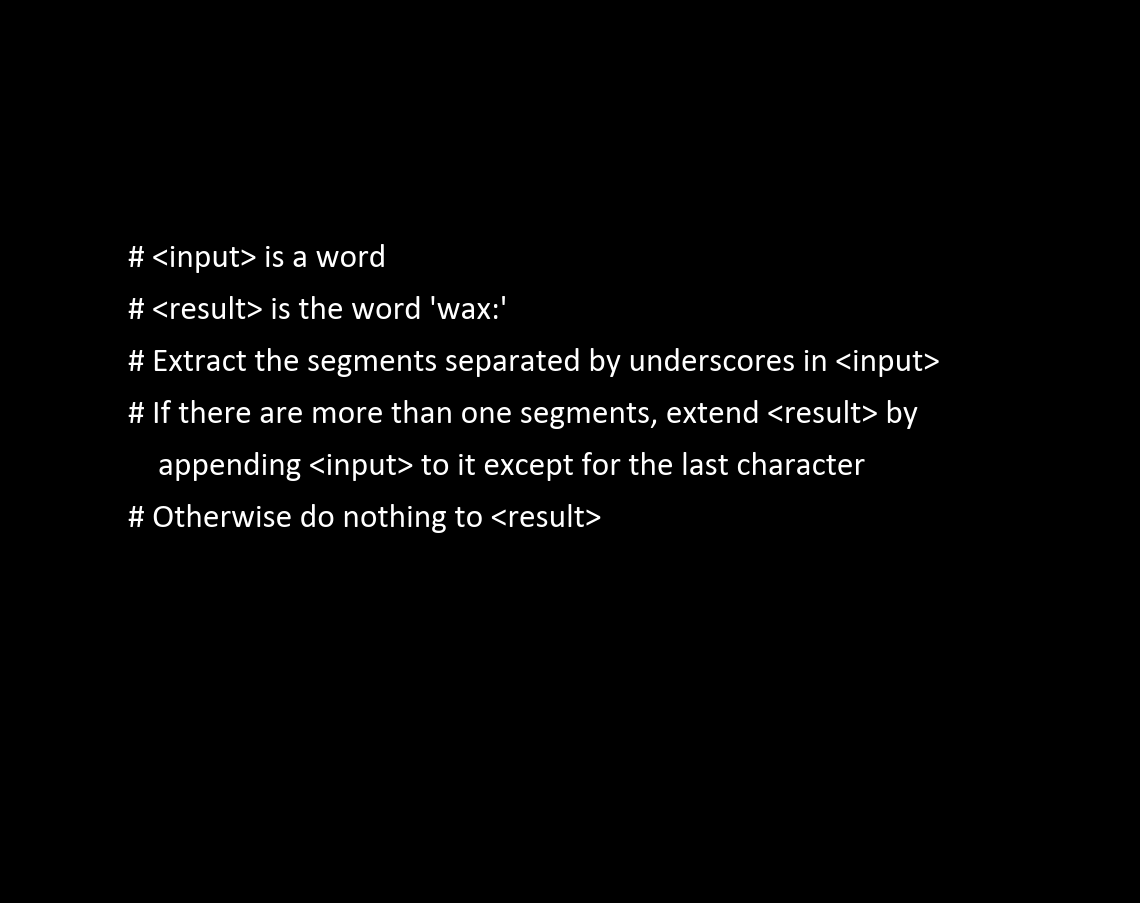 # <input> is a word
# <result> is the word 'wax:'
# Extract the segments separated by underscores in <input>
# If there are more than one segments, extend <result> by
appending <input> to it except for the last character
# Otherwise do nothing to <result>